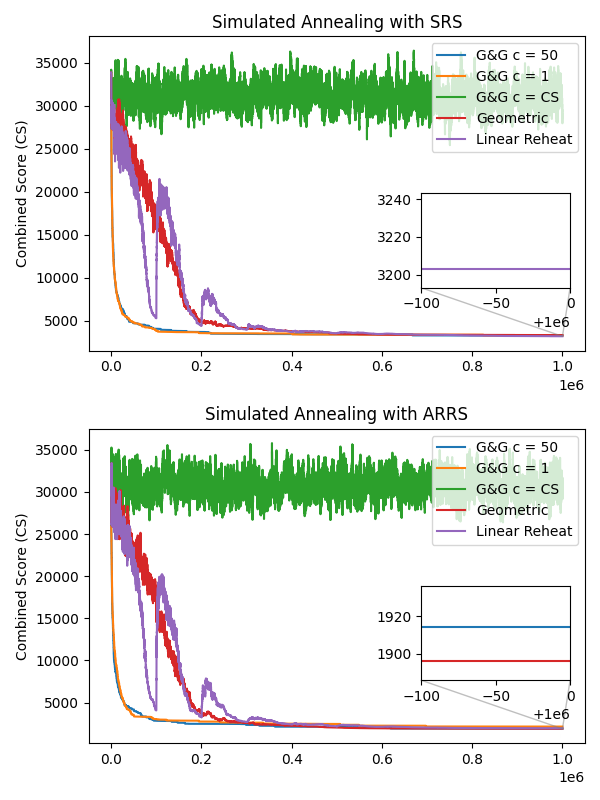 Simulated Annealing with SRS
35000
30000
25000
20000
15000
10000
5000
Combined Score (CS)
G&G c = 50
G&G c = 1
G&G c = CS
Geometric
Linear Reheat
3240
3220
3200
−100
−50
0
+1e6
0.0
0.2
0.4
0.6
0.8
1.0
1e6
Simulated Annealing with ARRS
35000
30000
25000
20000
15000
10000
5000
Combined Score (CS)
G&G c = 50
G&G c = 1
G&G c = CS
Geometric
Linear Reheat
1920
1900
−100
−50
0
+1e6
0.0
0.2
0.4
0.6
0.8
1.0
1e6